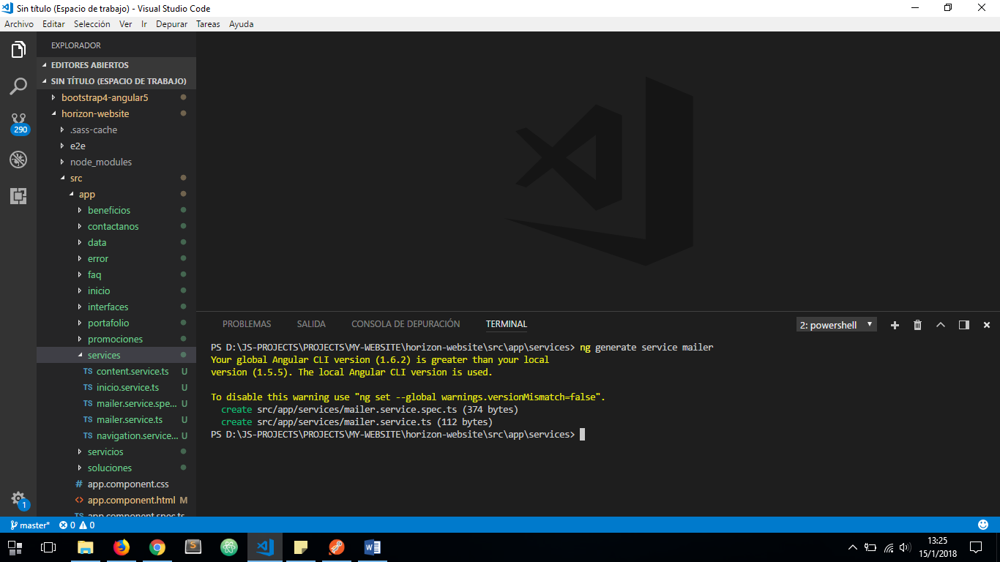 Sin título (Espacio de trabajo) - Visual Studio Code
Archivo Editar Selección Ver Ir Depurar Tareas Ayuda
EXPLORADOR
EDITORES ABIERTOS
SIN TÍTULO (ESPACIO DE TRABAJO)
bootstrap4-angular5
horizon-website
.sass-cache
290
e2e
node_modules
src
app
beneficios
contactanos
data
error
faq
inicio
interfaces
portafolio
promociones
services
TS content.service.ts U
TS inicio.service.ts U
TS mailer.service.spe... U
TS mailer.service.ts U
TS navigation.service... U
servicios
soluciones
# app.component.css
<> app.component.html M
TS app.component.spec.ts
1
PROBLEMAS SALIDA CONSOLA DE DEPURACIÓN TERMINAL 2: powershell
PS D:\JS-PROJECTS\PROJECTS\MY-WEBSITE\horizon-website\src\app\services> ng generate service mailer
Your global Angular CLI version (1.6.2) is greater than your local
version (1.5.5). The local Angular CLI version is used.
To disable this warning use "ng set --global warnings.versionMismatch=false".
create src/app/services/mailer.service.spec.ts (374 bytes)
create src/app/services/mailer.service.ts (112 bytes)
PS D:\JS-PROJECTS\PROJECTS\MY-WEBSITE\horizon-website\src\app\services>
master* 0 0
13:25
15/1/2018